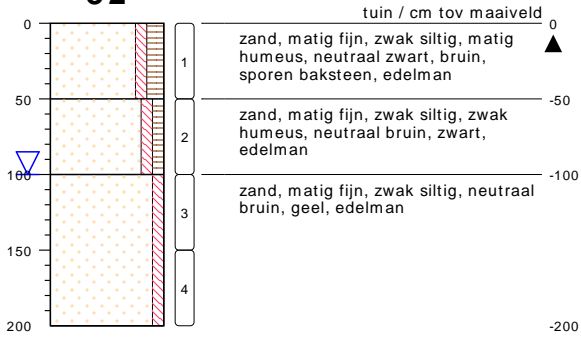 tuin / cm tov maaiveld
0
0
zand, matig fijn, zwak siltig, matig
humeus, neutraal zwart, bruin,
sporen baksteen, edelman
1
50
-50
zand, matig fijn, zwak siltig, zwak
humeus, neutraal bruin, zwart,
edelman
2
100
-100
zand, matig fijn, zwak siltig, neutraal
bruin, geel, edelman
3
150
4
200
-200